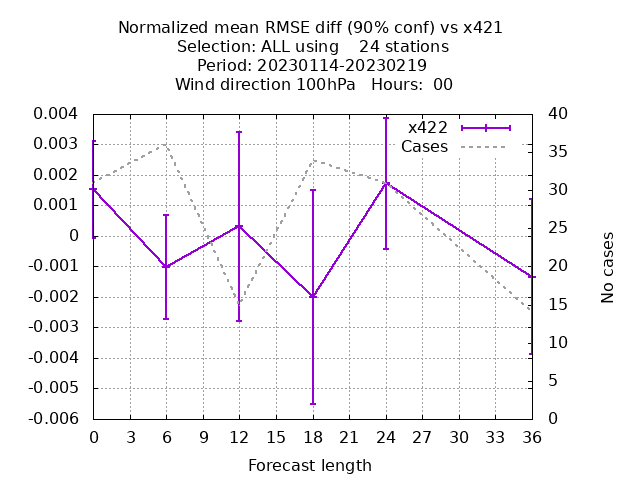 Normalized mean RMSE diff (90% conf) vs x421
Selection: ALL using    24 stations
Period: 20230114-20230219
Wind direction 100hPa   Hours:  00
x422
Cases
0.004
0.003
0.002
0.001
0
-0.001
-0.002
-0.003
-0.004
-0.005
-0.006
40
35
30
25
20
15
10
5
0
No cases
0 3 6 9 12 15 18 21 24 27 30 33 36
Forecast length